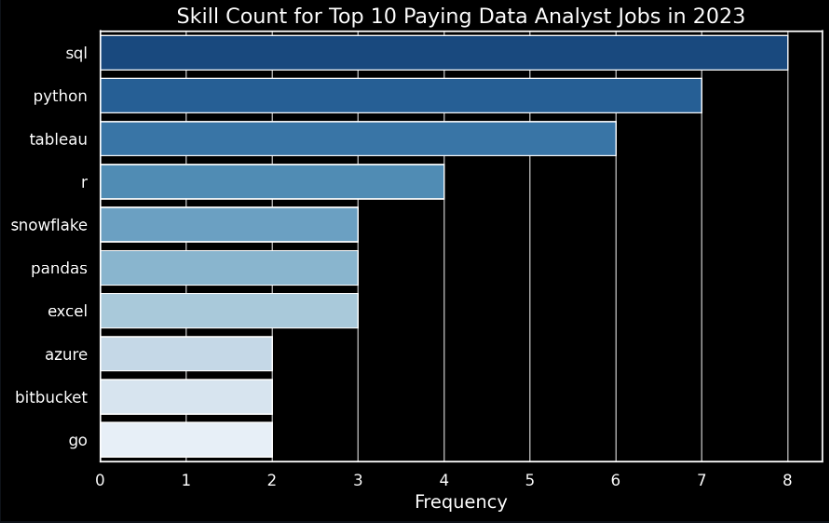 Skill Count for Top 10 Paying Data Analyst Jobs in 2023
sql
python
tableau
r
snowflake
pandas
excel
azure
bitbucket
go
0 1 2 3 4 5 6 7 8
Frequency